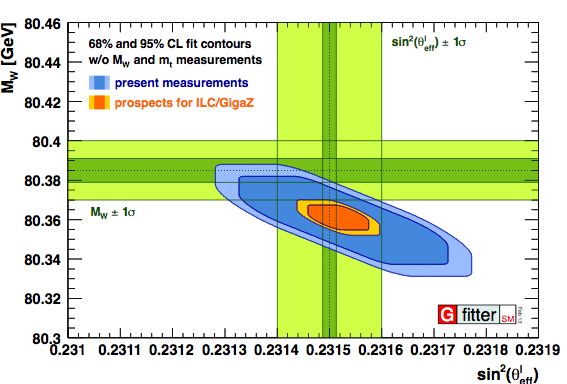 80.46
80.44
80.42
80.4
80.38
80.36
80.34
80.32
80.3
M_W [GeV]
68% and 95% CL fit contours
w/o M_W and m_t measurements
present measurements
prospects for ILC/GigaZ
sin²(θ^l_eff) ± 1σ
M_W ± 1σ
G fitter SM
Feb 13
0.231 0.2311 0.2312 0.2313 0.2314 0.2315 0.2316 0.2317 0.2318 0.2319
sin²(θ^l_eff)